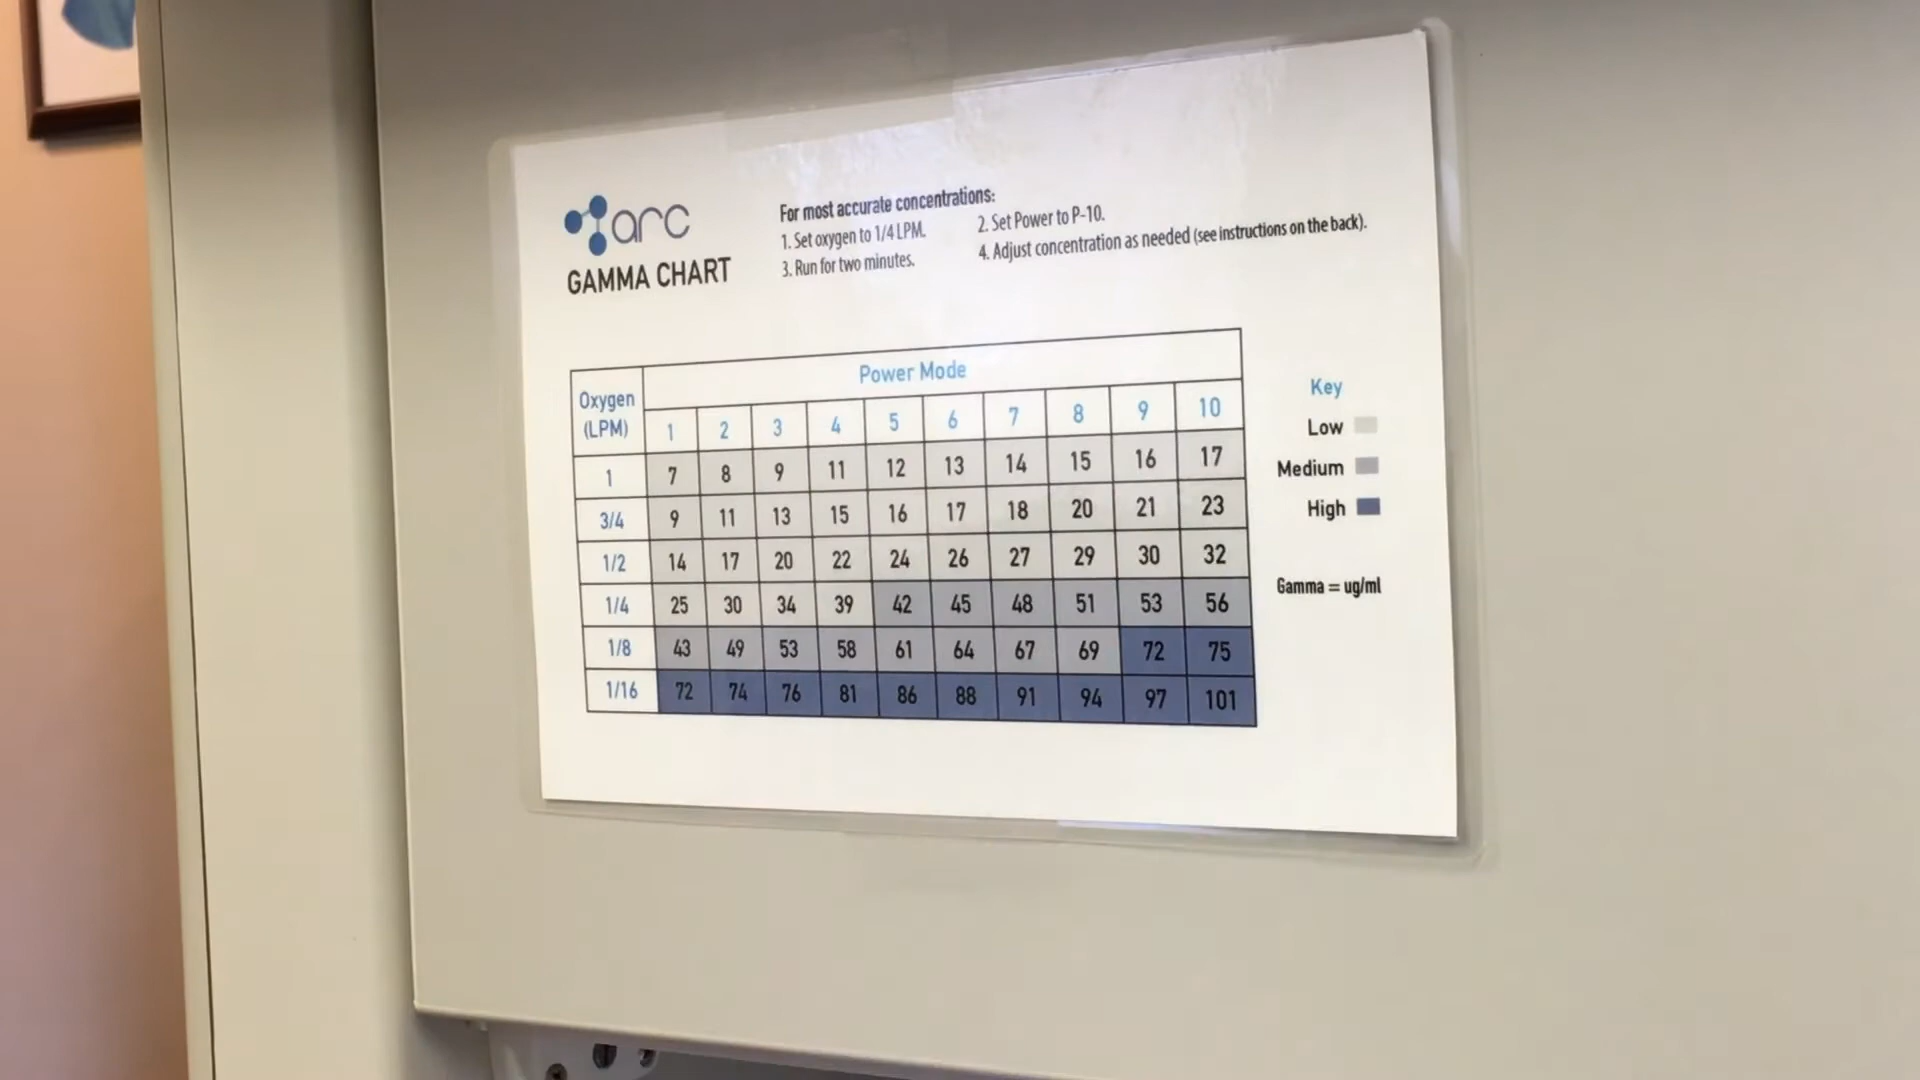 arc
GAMMA CHART
For most accurate concentrations:
1. Set oxygen to 1/4 LPM.
2. Set Power to P-10.
3. Run for two minutes.
4. Adjust concentration as needed (see instructions on the back).
Oxygen (LPM) Power Mode
1 2 3 4 5 6 7 8 9 10
1 7 8 9 11 12 13 14 15 16 17
3/4 9 11 13 15 16 17 18 20 21 23
1/2 14 17 20 22 24 26 27 29 30 32
1/4 25 30 34 39 42 45 48 51 53 56
1/8 43 49 53 58 61 64 67 69 72 75
1/16 72 74 76 81 86 88 91 94 97 101
Key
Low
Medium
High
Gamma = ug/ml